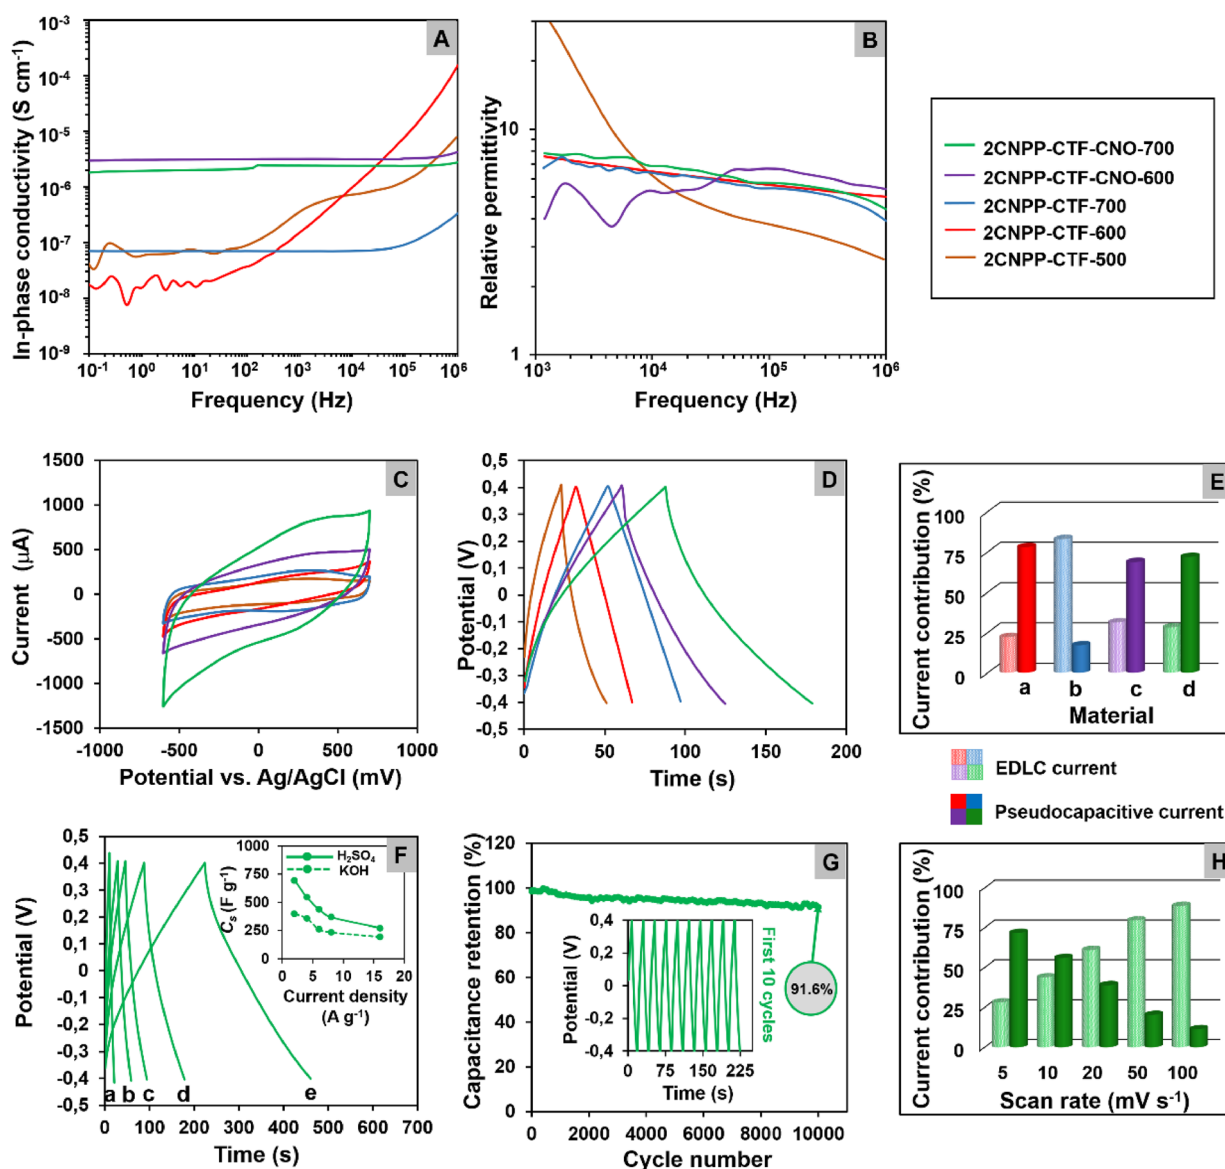 A
In-phase conductivity (S cm⁻¹)
10⁻³
10⁻⁴
10⁻⁵
10⁻⁶
10⁻⁷
10⁻⁸
10⁻⁹
10⁻¹ 10⁰ 10¹ 10² 10³ 10⁴ 10⁵ 10⁶
Frequency (Hz)
B
Relative permittivity
10
1
10³ 10⁴ 10⁵ 10⁶
Frequency (Hz)
2CNPP-CTF-CNO-700
2CNPP-CTF-CNO-600
2CNPP-CTF-700
2CNPP-CTF-600
2CNPP-CTF-500
C
Current (µA)
1500
1000
500
0
-500
-1000
-1500
-1000 -500 0 500 1000
Potential vs. Ag/AgCl (mV)
D
Potential (V)
0,5
0,4
0,3
0,2
0,1
0
-0,1
-0,2
-0,3
-0,4
-0,5
0 50 100 150 200
Time (s)
E
Current contribution (%)
100
75
50
25
0
a b c d
Material
EDLC current
Pseudocapacitive current
F
Potential (V)
0,5
0,4
0,3
0,2
0,1
0
-0,1
-0,2
-0,3
-0,4
-0,5
a b c d e
0 100 200 300 400 500 600 700
Time (s)
H₂SO₄
KOH
Cₛ (F g⁻¹)
1000
750
500
250
0
0 5 10 15 20
Current density
(A g⁻¹)
G
Capacitance retention (%)
120
100
80
60
40
20
0
0 2000 4000 6000 8000 10000
Cycle number
Potential (V)
0,4
0,2
0
-0,2
-0,4
0 75 150 225
Time (s)
First 10 cycles
91.6%
H
Current contribution (%)
100
75
50
25
0
5 10 20 50 100
Scan rate (mV s⁻¹)